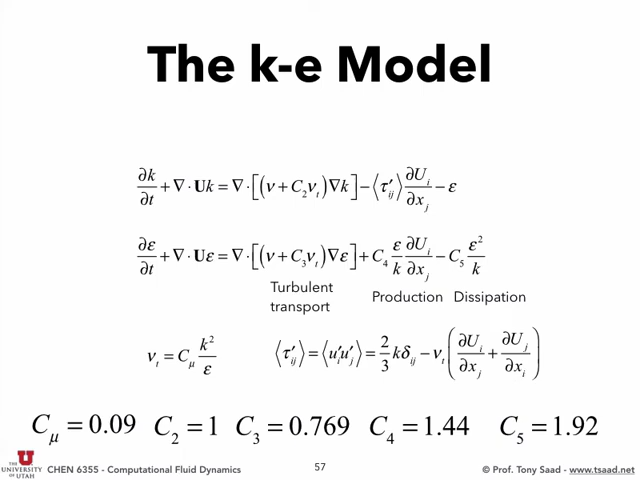 The k-e Model
∂k/∂t + ∇·𝐔k = ∇·[(ν + C₂ν_t)∇k] − ⟨τ′_ij⟩ ∂U_i/∂x_j − ε
∂ε/∂t + ∇·𝐔ε = ∇·[(ν + C₃ν_t)∇ε] + C₄ ε/k ∂U_i/∂x_j − C₅ ε²/k
Turbulent
transport
Production
Dissipation
ν_t = C_μ k²/ε
⟨τ′_ij⟩ = ⟨u′_i u′_j⟩ = 2/3 kδ_ij − ν_t (∂U_i/∂x_j + ∂U_j/∂x_i)
C_μ = 0.09 C₂ = 1 C₃ = 0.769 C₄ = 1.44 C₅ = 1.92
THE
UNIVERSITY
OF UTAH
CHEN 6355 - Computational Fluid Dynamics
57
© Prof. Tony Saad - www.tsaad.net